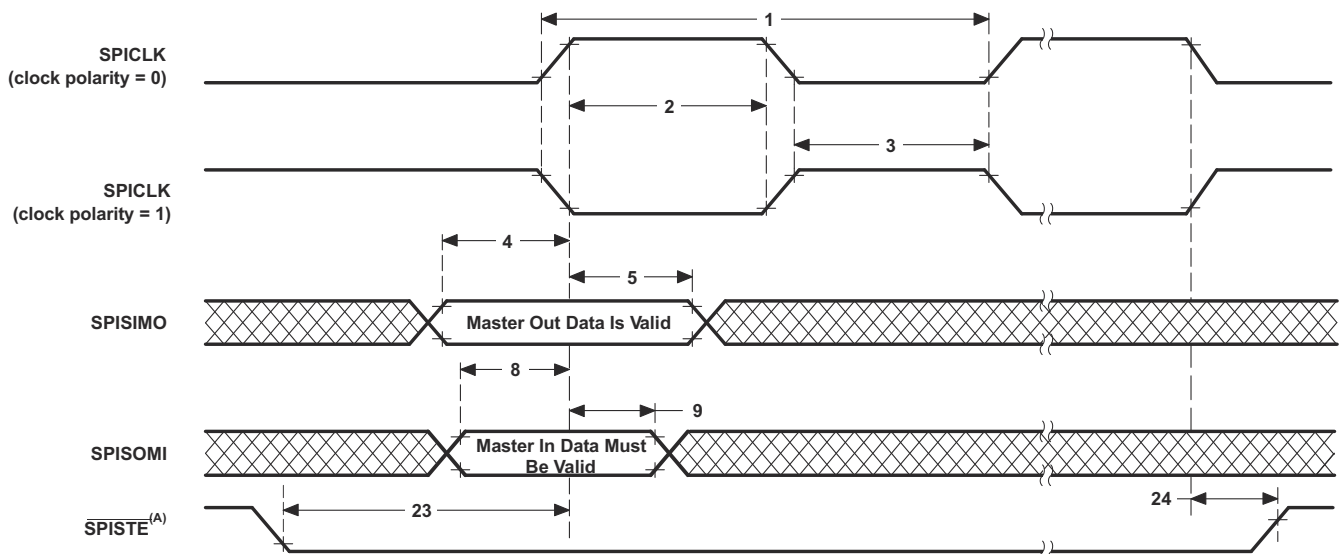 1
SPICLK
(clock polarity = 0)
2
3
SPICLK
(clock polarity = 1)
4
5
SPISIMO
Master Out Data Is Valid
8
9
SPISOMI
Master In Data Must
Be Valid
24
23
SPISTE(A)